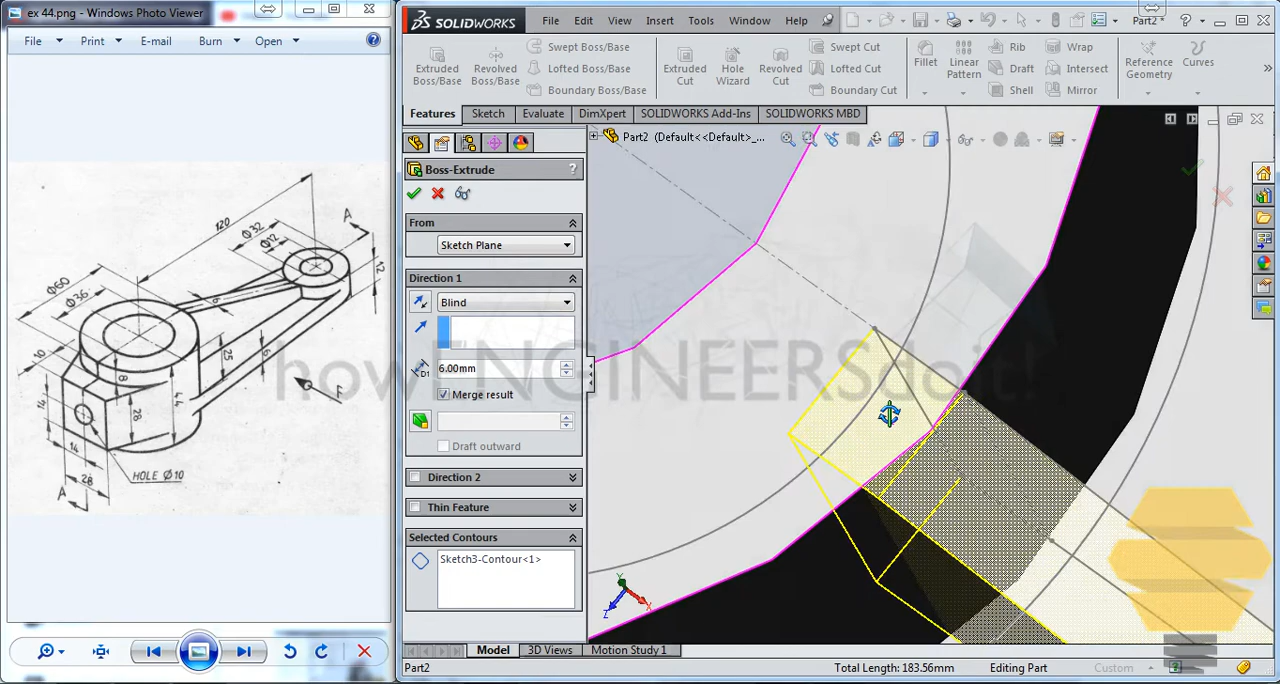 ex 44.png - Windows Photo Viewer
File Print E-mail Burn Open
120
Ø32
Ø12
A
12
Ø60
Ø36
6
10
8
25
6
14
28
44
F
14
28
HOLE Ø10
A
SOLIDWORKS
File Edit View Insert Tools Window Help
Part2 *
Extruded Boss/Base
Revolved Boss/Base
Swept Boss/Base
Lofted Boss/Base
Boundary Boss/Base
Extruded Cut
Hole Wizard
Revolved Cut
Swept Cut
Lofted Cut
Boundary Cut
Fillet
Linear Pattern
Rib
Draft
Shell
Wrap
Intersect
Mirror
Reference Geometry
Curves
Features Sketch Evaluate DimXpert SOLIDWORKS Add-Ins SOLIDWORKS MBD
Part2 (Default<<Default>_...
Boss-Extrude
From
Sketch Plane
Direction 1
Blind
D1
6.00mm
Merge result
Draft outward
Direction 2
Thin Feature
Selected Contours
Sketch3-Contour<1>
howENGINEERSdoit!
Y
X
Z
Model 3D Views Motion Study 1
Part2 Total Length: 183.56mm Editing Part Custom